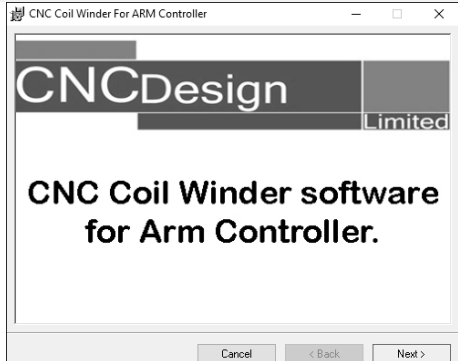 CNC Coil Winder For ARM Controller
CNCDesign
Limited
CNC Coil Winder software
for Arm Controller.
Cancel
< Back
Next >